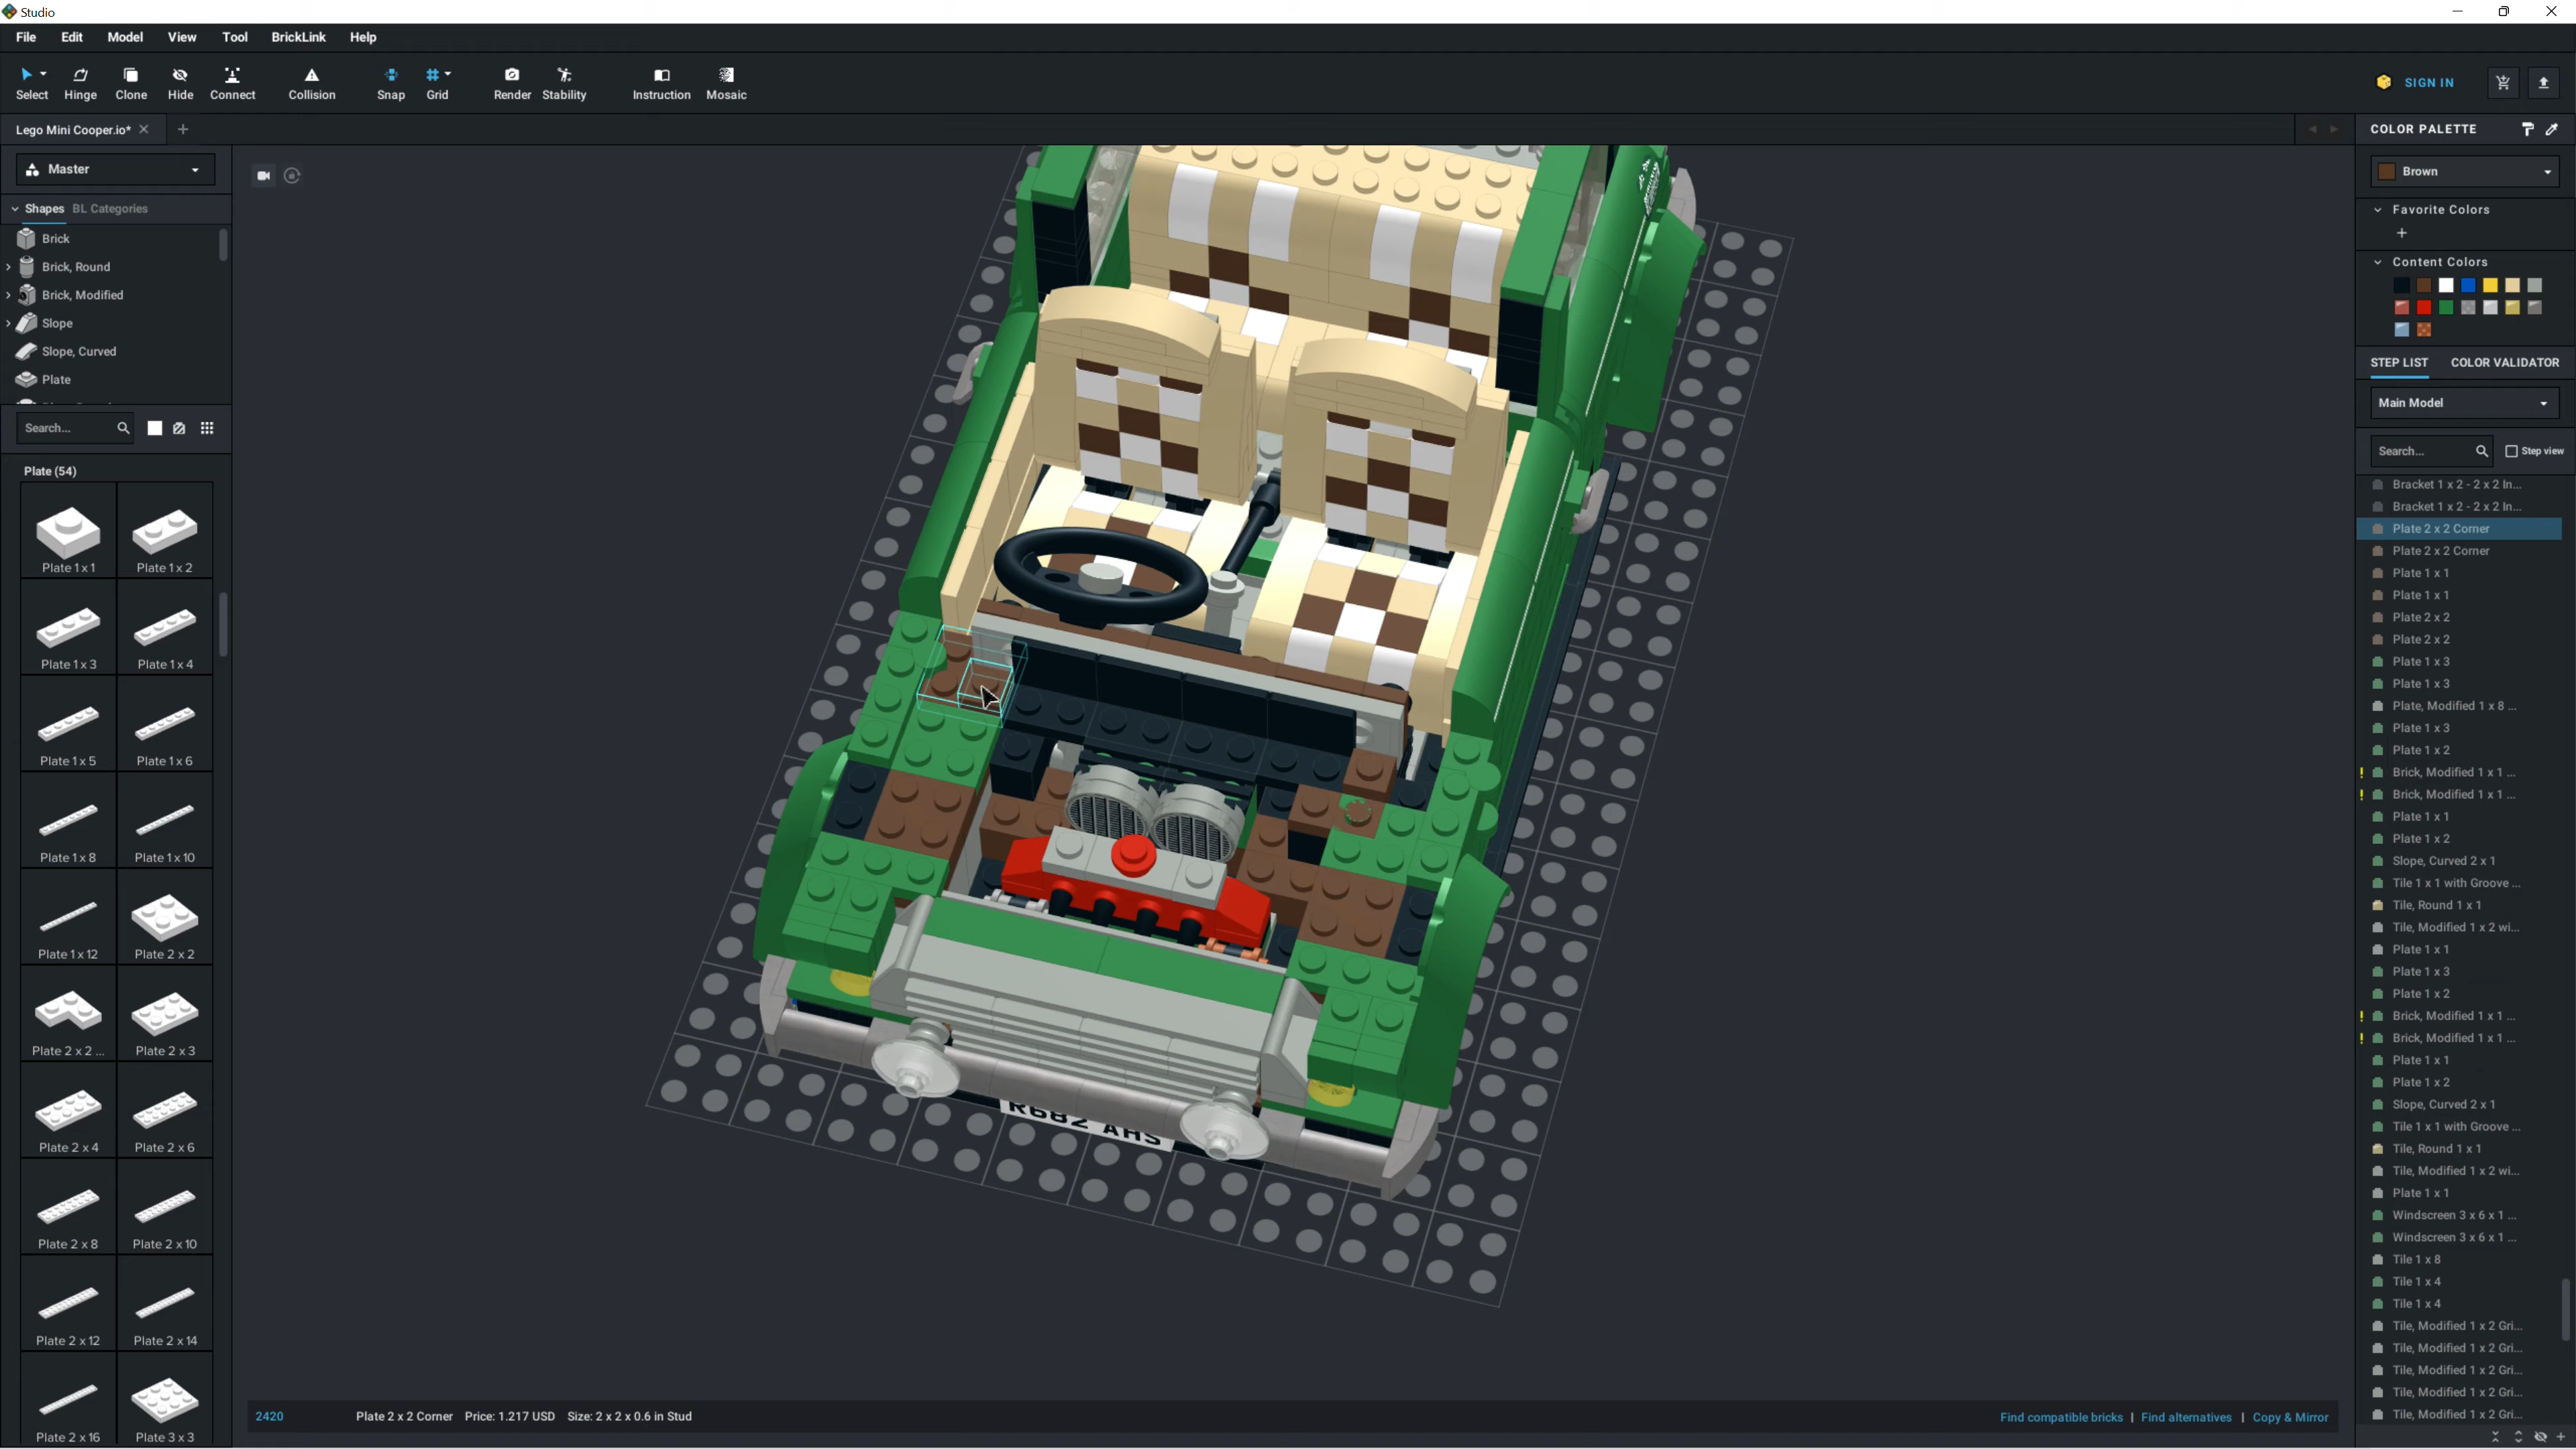 Studio
File Edit Model View Tool BrickLink Help
Select Hinge Clone Hide Connect Collision Snap Grid Render Stability Instruction Mosaic
SIGN IN
Lego Mini Cooper.io*
Master
Shapes BL Categories
Brick
Brick, Round
Brick, Modified
Slope
Slope, Curved
Plate
Search...
Plate (54)
Plate 1 x 1 Plate 1 x 2
Plate 1 x 3 Plate 1 x 4
Plate 1 x 5 Plate 1 x 6
Plate 1 x 8 Plate 1 x 10
Plate 1 x 12 Plate 2 x 2
Plate 2 x 2 ... Plate 2 x 3
Plate 2 x 4 Plate 2 x 6
Plate 2 x 8 Plate 2 x 10
Plate 2 x 12 Plate 2 x 14
Plate 2 x 16 Plate 3 x 3
R682 AHS
2420 Plate 2 x 2 Corner Price: 1.217 USD Size: 2 x 2 x 0.6 in Stud
Find compatible bricks | Find alternatives | Copy & Mirror
COLOR PALETTE
Brown
Favorite Colors
+
Content Colors
STEP LIST COLOR VALIDATOR
Main Model
Search... Step view
Bracket 1 x 2 - 2 x 2 In...
Bracket 1 x 2 - 2 x 2 In...
Plate 2 x 2 Corner
Plate 2 x 2 Corner
Plate 1 x 1
Plate 1 x 1
Plate 2 x 2
Plate 2 x 2
Plate 1 x 3
Plate 1 x 3
Plate, Modified 1 x 8 ...
Plate 1 x 3
Plate 1 x 2
! Brick, Modified 1 x 1 ...
! Brick, Modified 1 x 1 ...
Plate 1 x 1
Plate 1 x 2
Slope, Curved 2 x 1
Tile 1 x 1 with Groove ...
Tile, Round 1 x 1
Tile, Modified 1 x 2 wi...
Plate 1 x 1
Plate 1 x 3
Plate 1 x 2
! Brick, Modified 1 x 1 ...
! Brick, Modified 1 x 1 ...
Plate 1 x 1
Plate 1 x 2
Slope, Curved 2 x 1
Tile 1 x 1 with Groove ...
Tile, Round 1 x 1
Tile, Modified 1 x 2 wi...
Plate 1 x 1
Windscreen 3 x 6 x 1 ...
Windscreen 3 x 6 x 1 ...
Tile 1 x 8
Tile 1 x 4
Tile 1 x 4
Tile, Modified 1 x 2 Gri...
Tile, Modified 1 x 2 Gri...
Tile, Modified 1 x 2 Gri...
Tile, Modified 1 x 2 Gri...
Tile, Modified 1 x 2 Gri...